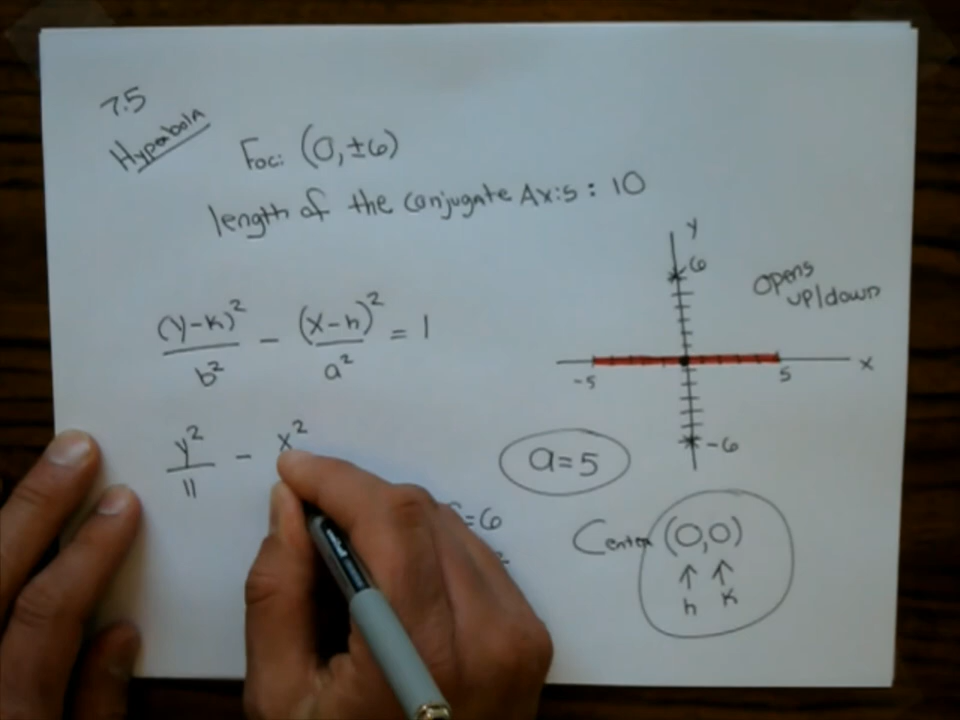 7.5
Hyperbola
Foci (0, ±6)
length of the conjugate Axis : 10
(y-k)² / b² - (x-h)² / a² = 1
y² / 11 - x²
=6
y
6
Opens
up/down
-5
5
x
-6
a=5
Center (0,0)
↑ ↑
h k